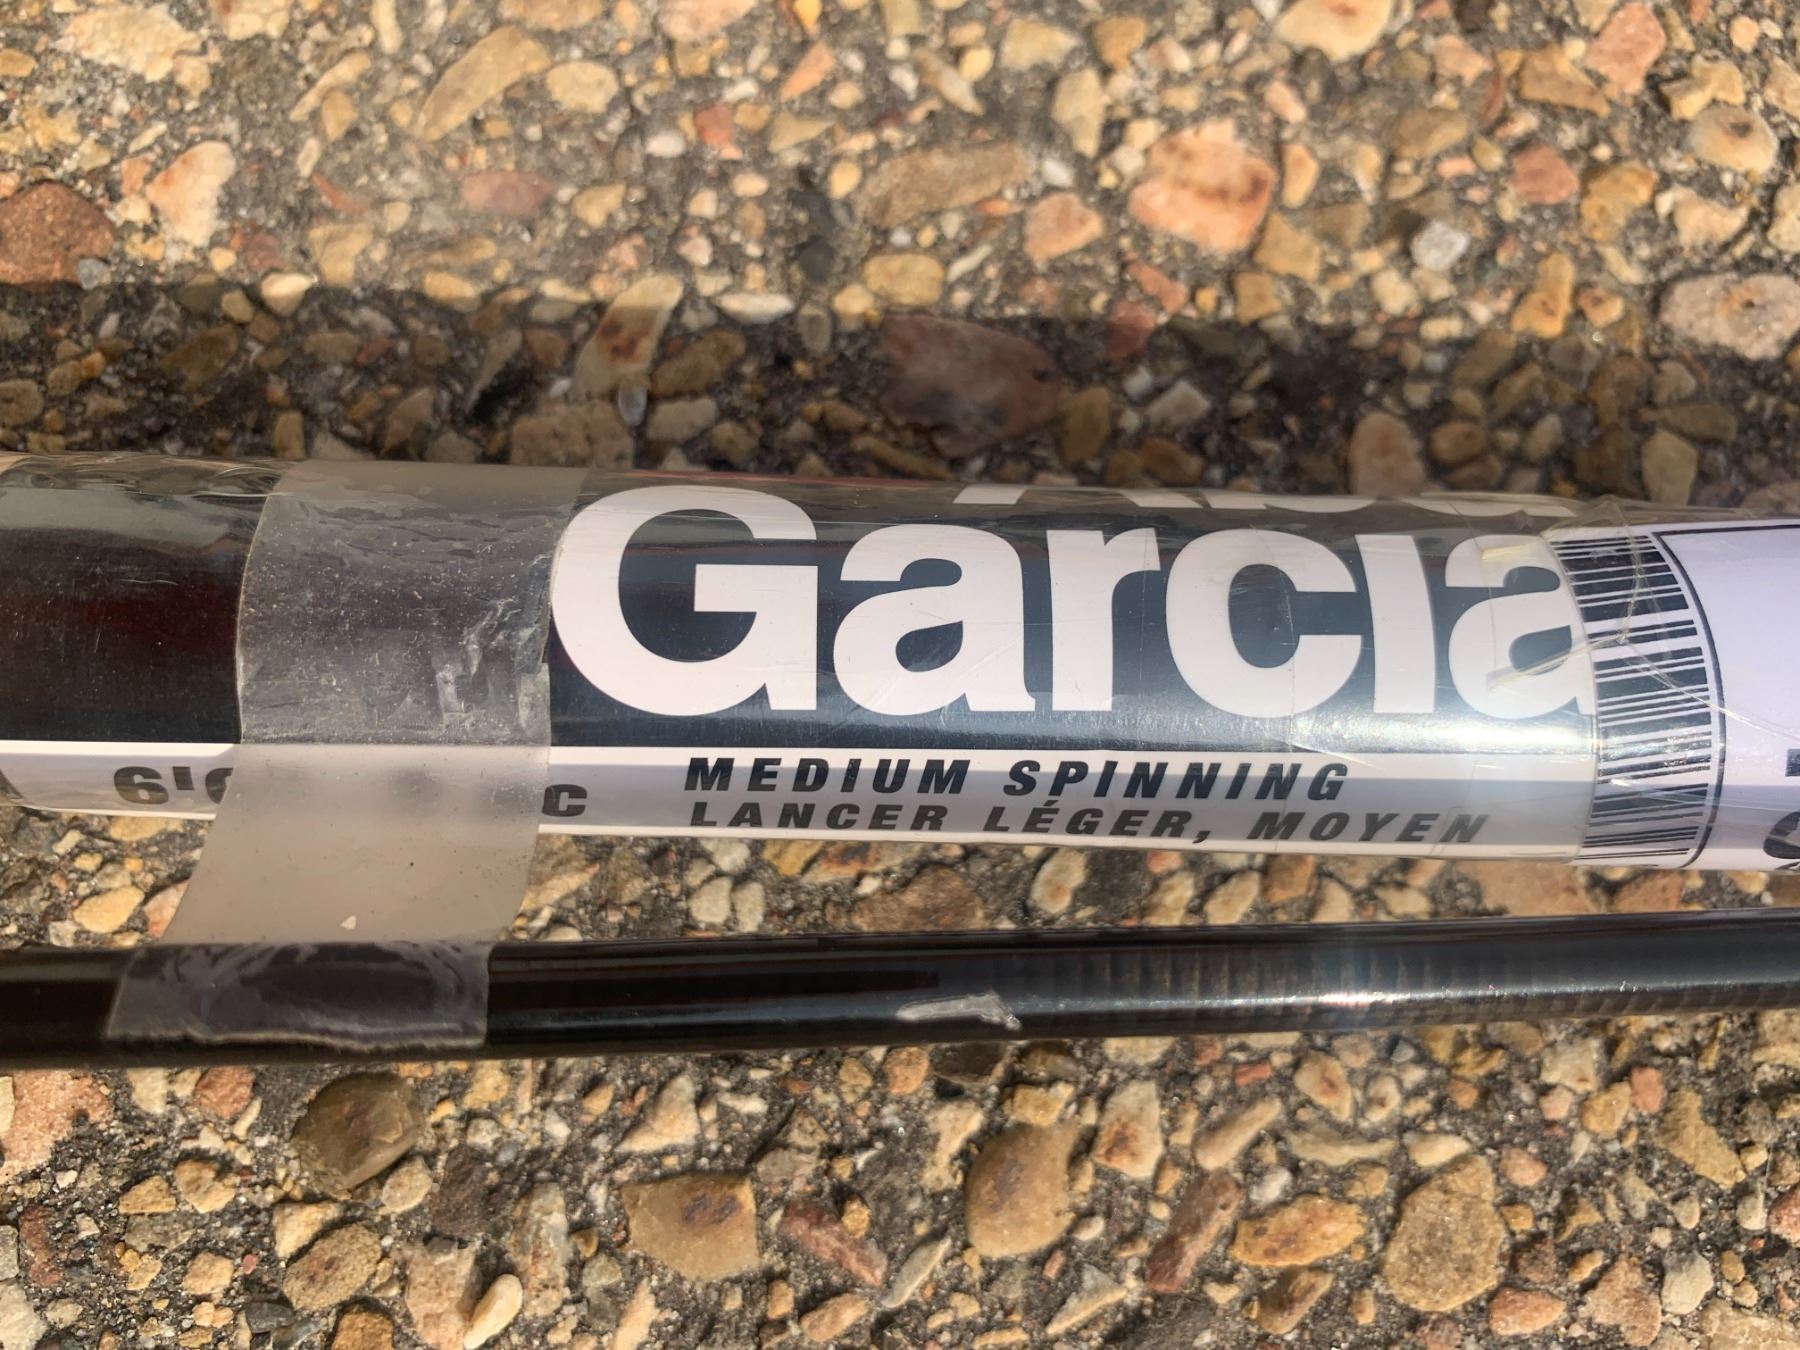 Garcia
MEDIUM SPINNING
LANCER LÉGER, MOYEN